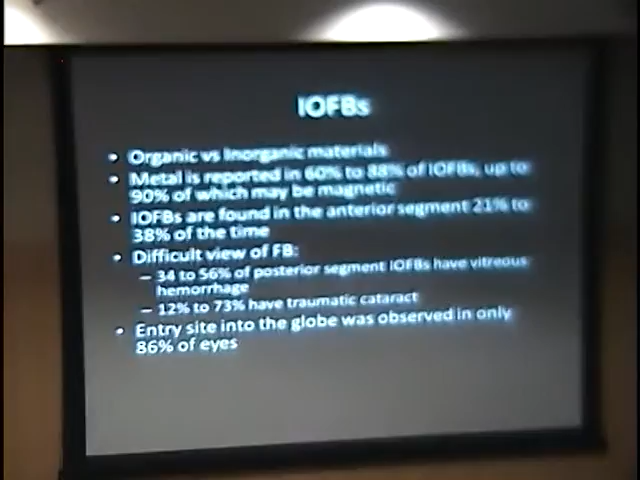 IOFBs
• Organic vs Inorganic materials
• Metal is reported in 60% to 88% of IOFBs, up to
90% of which may be magnetic
• IOFBs are found in the anterior segment 21% to
38% of the time
• Difficult view of FB:
– 34 to 56% of posterior segment IOFBs have vitreous
hemorrhage
– 12% to 73% have traumatic cataract
• Entry site into the globe was observed in only
86% of eyes